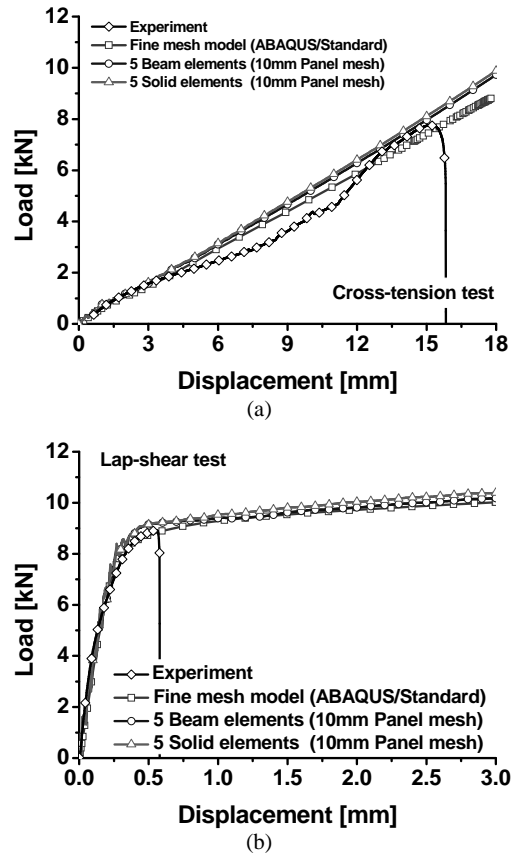 Experiment
Fine mesh model (ABAQUS/Standard)
5 Beam elements (10mm Panel mesh)
5 Solid elements (10mm Panel mesh)
12
10
8
6
4
2
0
Load [kN]
Cross-tension test
0 3 6 9 12 15 18
Displacement [mm]
(a)
Lap-shear test
12
10
8
6
4
2
0
Load [kN]
Experiment
Fine mesh model (ABAQUS/Standard)
5 Beam elements (10mm Panel mesh)
5 Solid elements (10mm Panel mesh)
0.0 0.5 1.0 1.5 2.0 2.5 3.0
Displacement [mm]
(b)